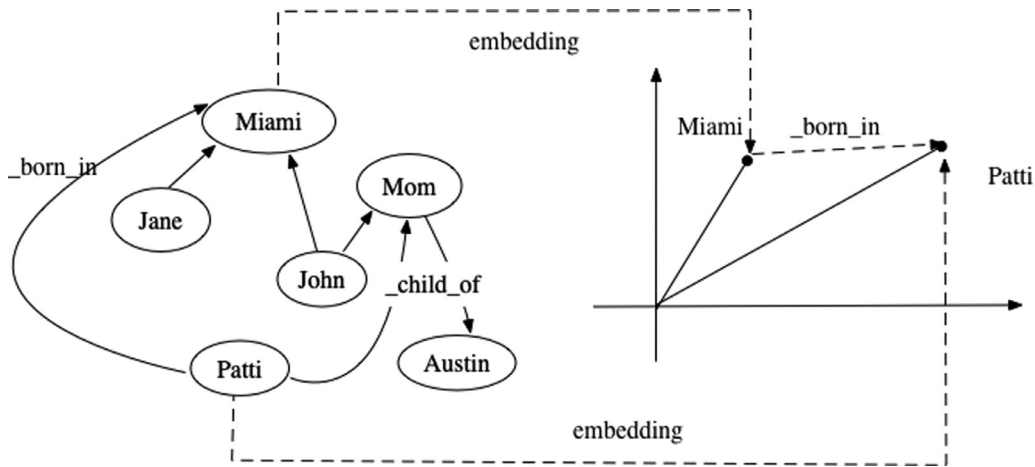 embedding
Miami
Miami
_born_in
_born_in
Mom
Patti
Jane
John
_child_of
Patti
Austin
embedding